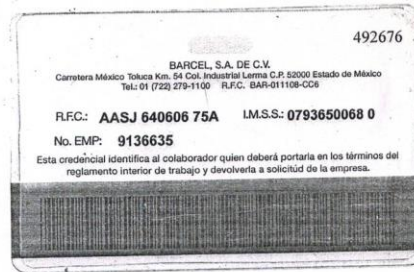 492676
BARCEL, S.A. DE C.V.
Carretera México Toluca Km. 54 Col. Industrial Lerma C.P. 52000 Estado de México
Tel.: 01 (722) 279-1100 R.F.C. BAR-011108-CC6
R.F.C.: AASJ 640606 75A I.M.S.S.: 0793650068 0
No. EMP: 9136635
Esta credencial identifica al colaborador quien deberá portarla en los términos del
reglamento interior de trabajo y devolverla a solicitúd de la empresa.